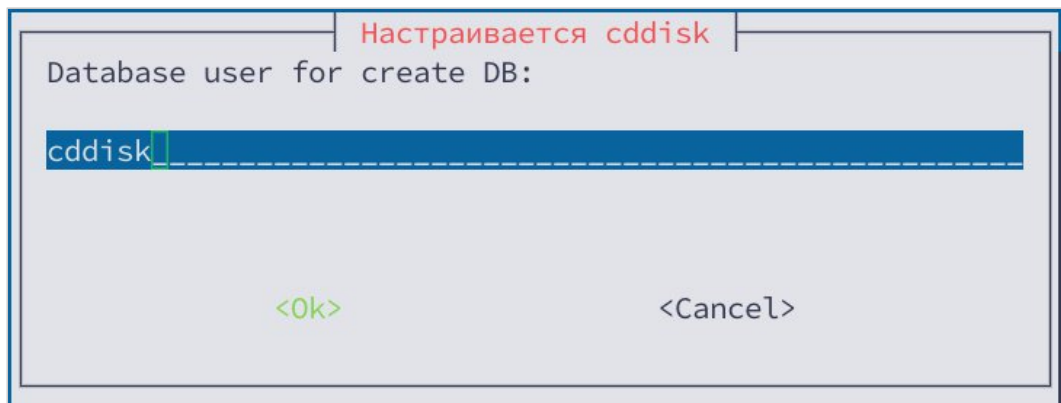 Настраивается cddisk
Database user for create DB:
cddisk
<Ok> <Cancel>